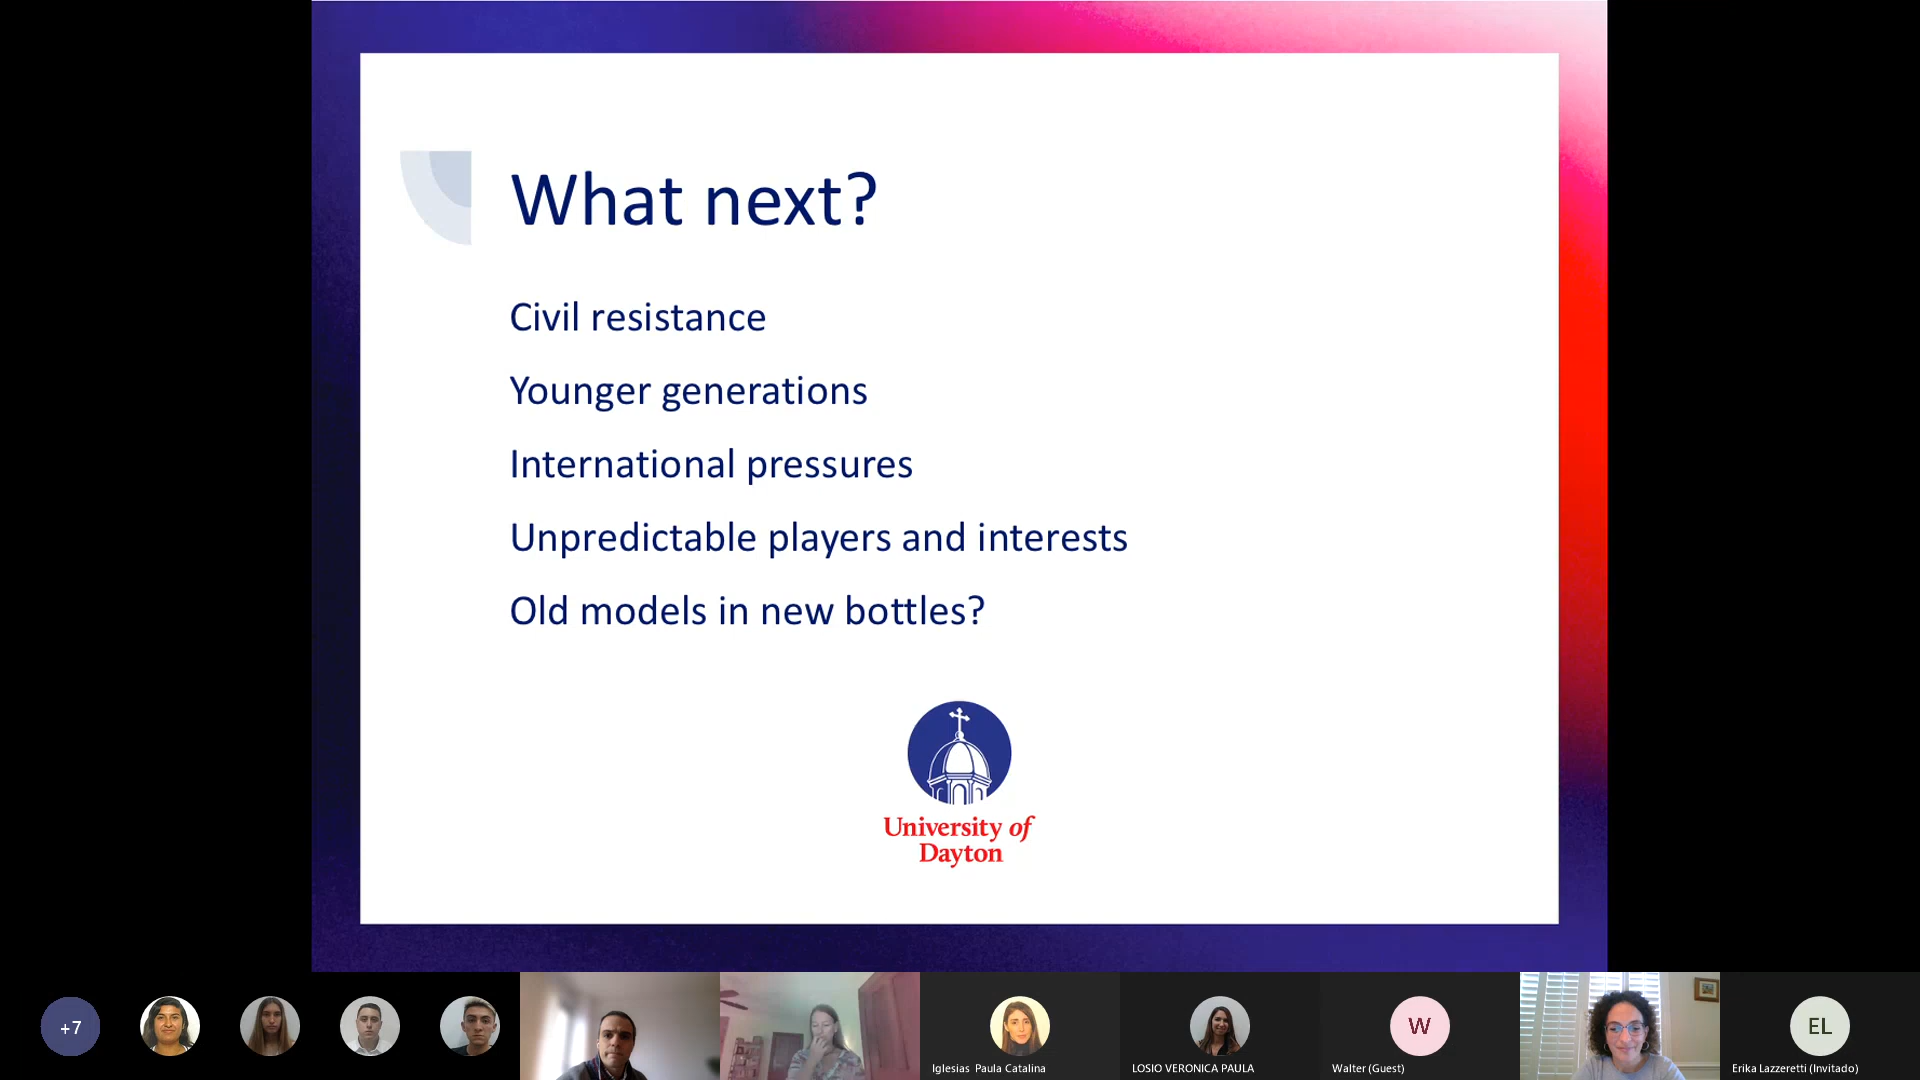 What next?
Civil resistance
Younger generations
International pressures
Unpredictable players and interests
Old models in new bottles?
University of
Dayton
+7
Iglesias Paula Catalina
LOSIO VERONICA PAULA
W
Walter (Guest)
EL
Erika Lazzeretti (Invitado)